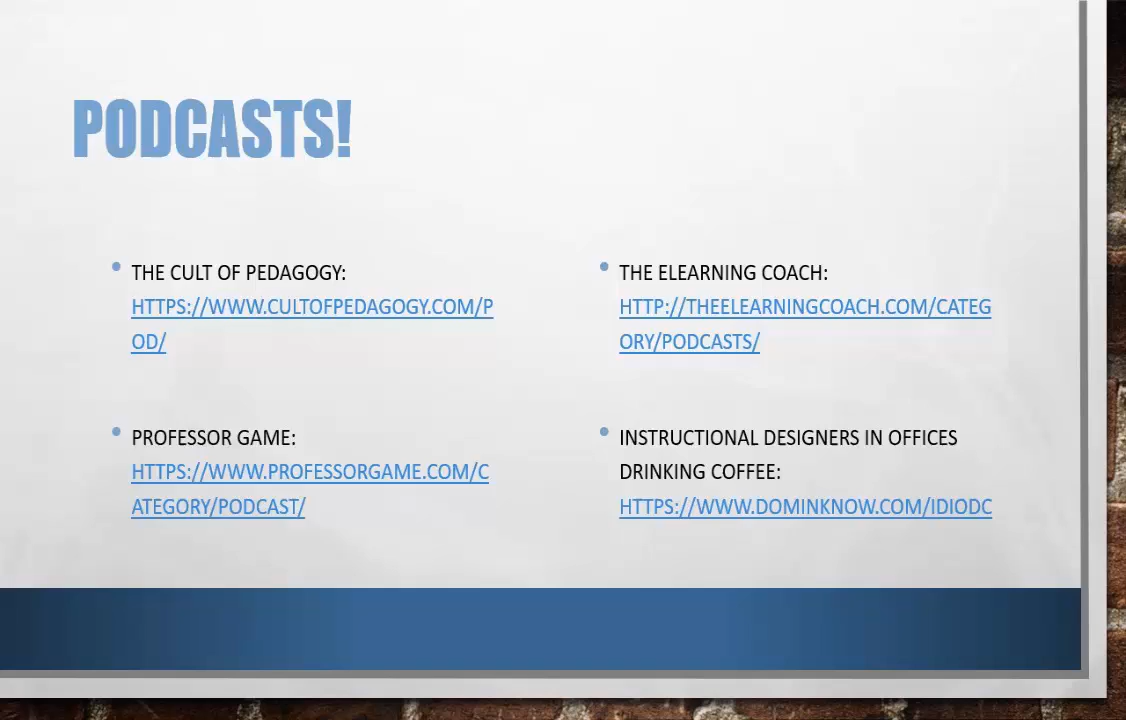 PODCASTS!
THE CULT OF PEDAGOGY:
HTTPS://WWW.CULTOFPEDAGOGY.COM/P
OD/
PROFESSOR GAME:
HTTPS://WWW.PROFESSORGAME.COM/C
ATEGORY/PODCAST/
THE ELEARNING COACH:
HTTP://THEELEARNINGCOACH.COM/CATEG
ORY/PODCASTS/
INSTRUCTIONAL DESIGNERS IN OFFICES
DRINKING COFFEE:
HTTPS://WWW.DOMINKNOW.COM/IDIODC